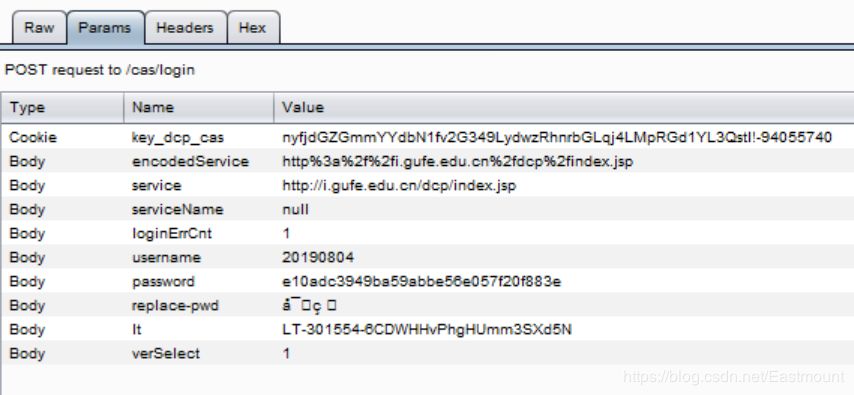 Raw Params Headers Hex
POST request to /cas/login
Type Name Value
Cookie key_dcp_cas nyfjdGZGmmYYdbN1fv2G349LydwzRhnrbGLqj4LMpRGd1YL3QstI!-94055740
Body encodedService http%3a%2f%2fi.gufe.edu.cn%2fdcp%2findex.jsp
Body service http://i.gufe.edu.cn/dcp/index.jsp
Body serviceName null
Body loginErrCnt 1
Body username 20190804
Body password e10adc3949ba59abbe56e057f20f883e
Body replace-pwd
Body lt LT-301554-6CDWHHvPhgHUmm3SXd5N
Body verSelect 1
https://blog.csdn.net/Eastmount